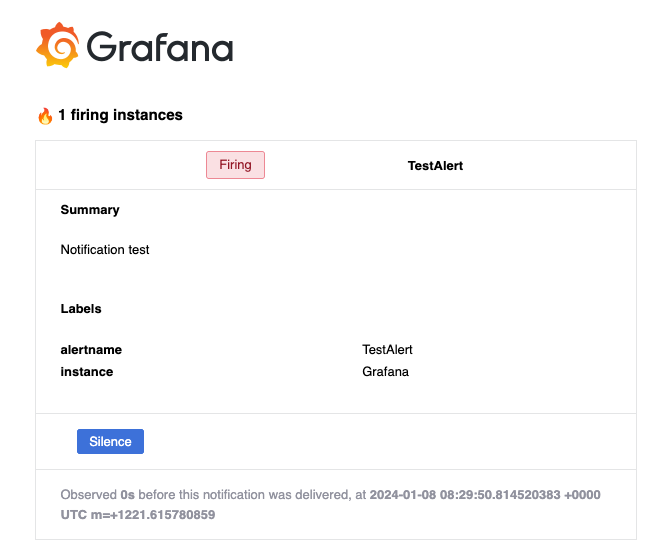 Grafana
🔥 1 firing instances
Firing TestAlert
Summary
Notification test
Labels
alertname TestAlert
instance Grafana
Silence
Observed 0s before this notification was delivered, at 2024-01-08 08:29:50.814520383 +0000
UTC m=+1221.615780859